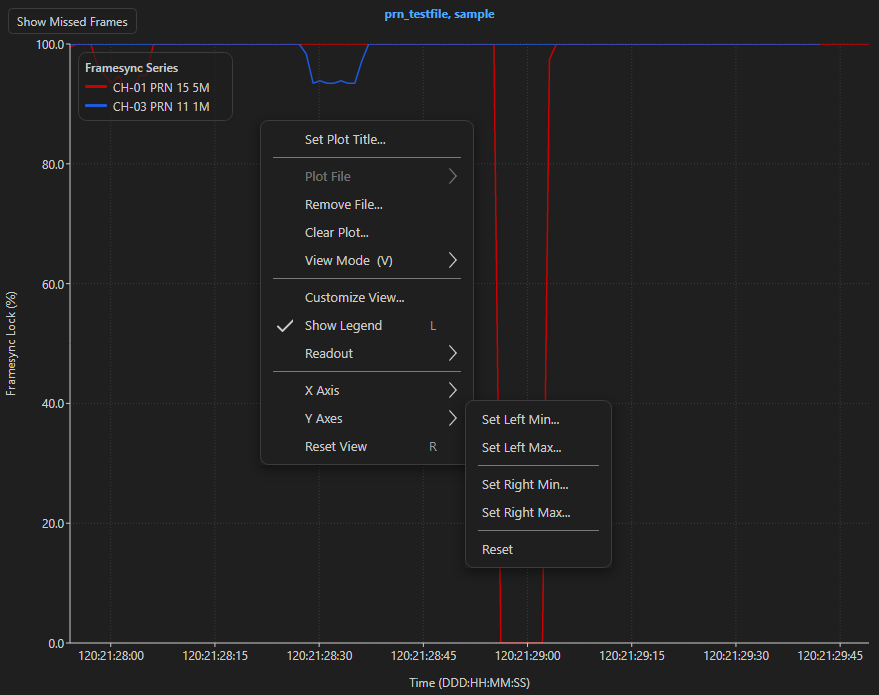 Show Missed Frames
prn_testfile, sample
100.0
80.0
60.0
40.0
20.0
0.0
Framesync Lock (%)
Framesync Series
CH-01 PRN 15 5M
CH-03 PRN 11 1M
Set Plot Title...
Plot File
Remove File...
Clear Plot...
View Mode (V)
Customize View...
Show Legend L
Readout
X Axis
Y Axes
Reset View R
Set Left Min...
Set Left Max...
Set Right Min...
Set Right Max...
Reset
120:21:28:00 120:21:28:15 120:21:28:30 120:21:28:45 120:21:29:00 120:21:29:15 120:21:29:30 120:21:29:45
Time (DDD:HH:MM:SS)